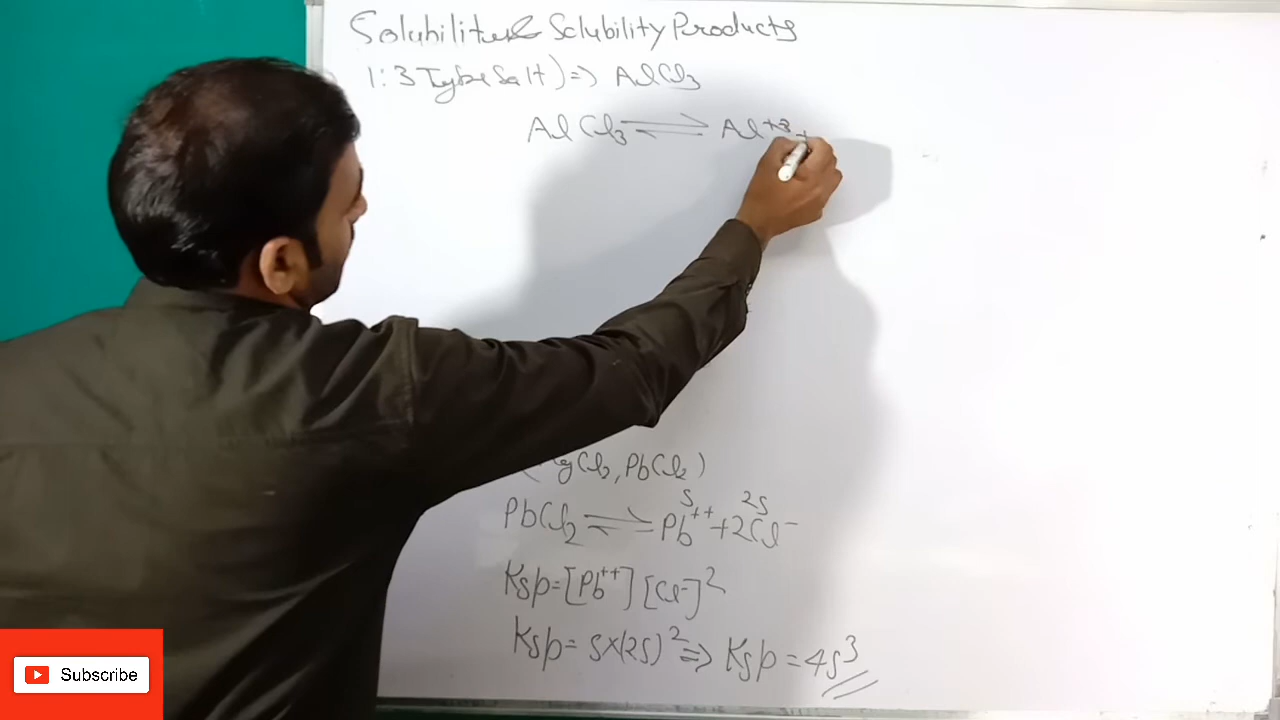 Solubility & Solubility Products
1:3 Type Salt) => AlCl3
AlCl3 ⇌ Al+3 +
gCl2, PbCl2)
S 2S
PbCl2 ⇌ Pb++ + 2Cl-
Ksp = [Pb++] [Cl-]2
Ksp = S×(2S)2 => Ksp = 4S3
Subscribe